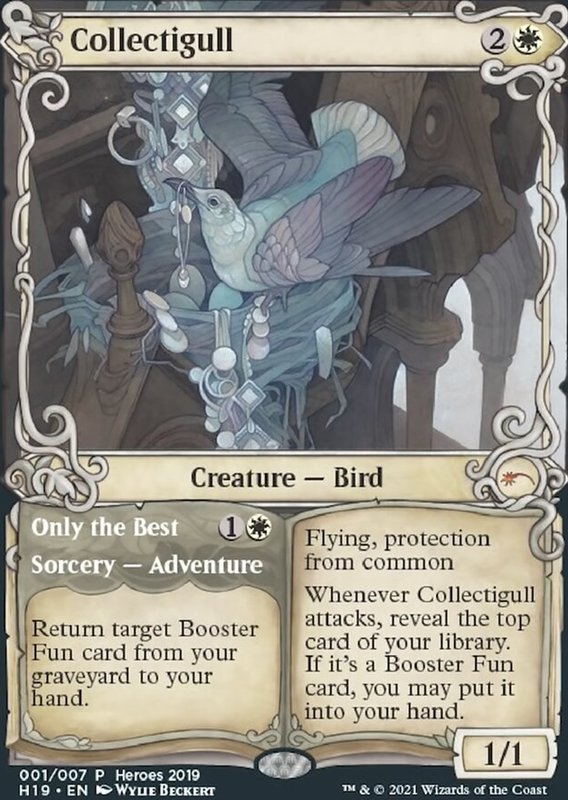 Collectigull 2
Creature — Bird
Only the Best 1
Sorcery — Adventure
Return target Booster
Fun card from your
graveyard to your
hand.
Flying, protection
from common
Whenever Collectigull
attacks, reveal the top
card of your library.
If it's a Booster Fun
card, you may put it
into your hand.
1/1
001/007 P Heroes 2019
H19 • EN Wylie Beckert
™ & © 2021 Wizards of the Coast